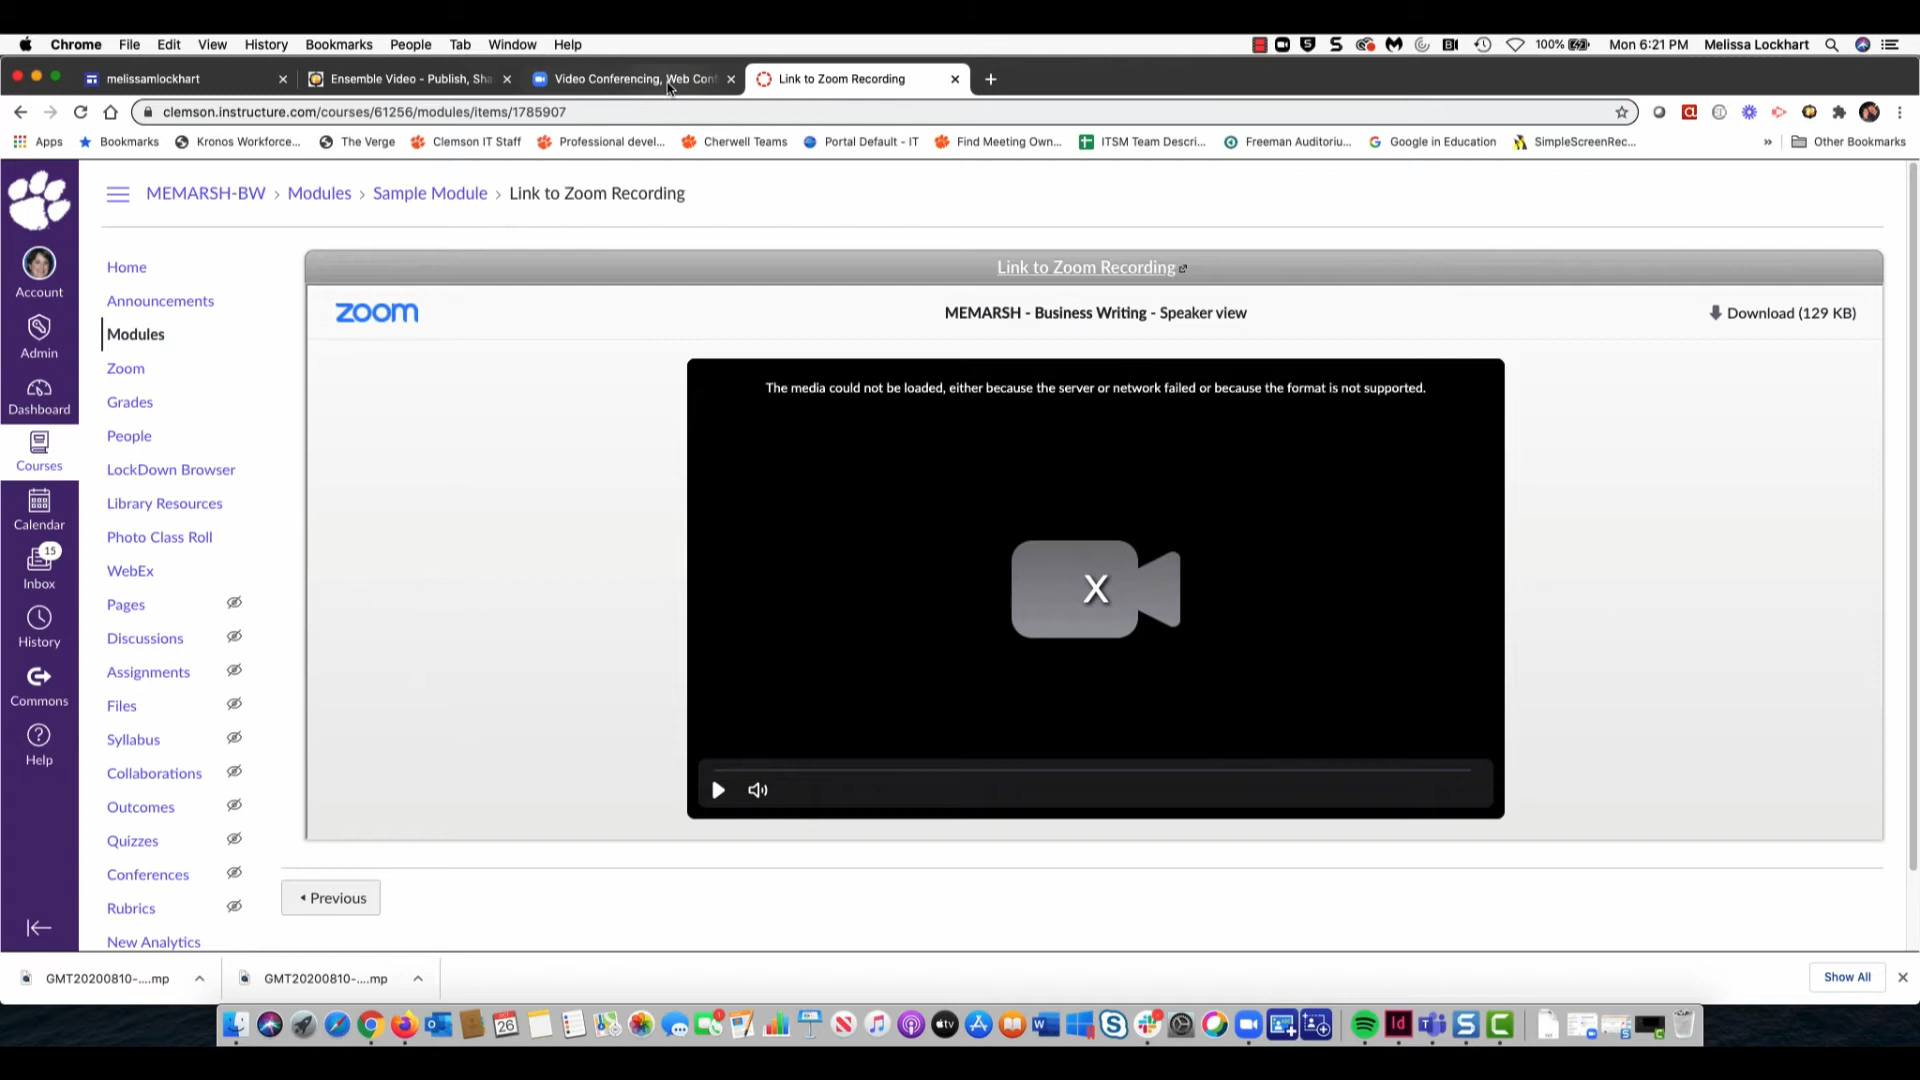 Chrome File Edit View History Bookmarks People Tab Window Help 100% Mon 6:21 PM Melissa Lockhart
melissamlockhart Ensemble Video - Publish, Sha Video Conferencing, Web Conf Link to Zoom Recording
clemson.instructure.com/courses/61256/modules/items/1785907
Apps Bookmarks Kronos Workforce... The Verge Clemson IT Staff Professional devel... Cherwell Teams Portal Default - IT Find Meeting Own... ITSM Team Descri... Freeman Auditoriu... Google in Education SimpleScreenRec... » Other Bookmarks
MEMARSH-BW › Modules › Sample Module › Link to Zoom Recording
Account
Admin
Dashboard
Courses
Calendar
15
Inbox
History
Commons
Help
Home
Announcements
Modules
Zoom
Grades
People
LockDown Browser
Library Resources
Photo Class Roll
WebEx
Pages
Discussions
Assignments
Files
Syllabus
Collaborations
Outcomes
Quizzes
Conferences
Rubrics
New Analytics
Link to Zoom Recording
zoom MEMARSH - Business Writing - Speaker view Download (129 KB)
The media could not be loaded, either because the server or network failed or because the format is not supported.
X
Previous
GMT20200810-....mp GMT20200810-....mp Show All
26